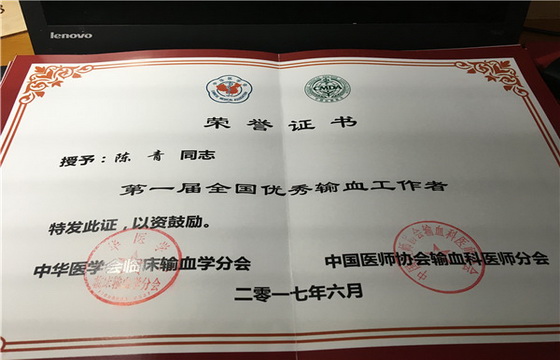 lenovo
CMDA
荣誉证书
授予：陈青 同志
第一届全国优秀输血工作者
特发此证，以资鼓励。
中华医学会临床输血学分会 中国医师协会输血科医师分会
二零一七年六月